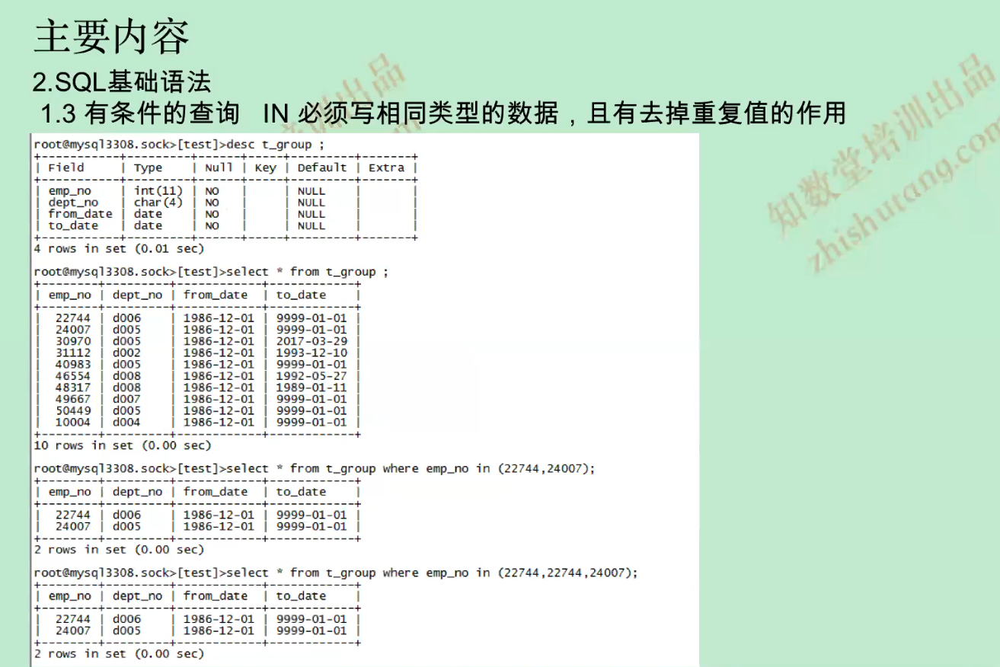 主要内容
2.SQL基础语法
1.3 有条件的查询 IN 必须写相同类型的数据，且有去掉重复值的作用
root@mysql3308.sock>[test]>desc t_group ;
+-----------+---------+------+-----+---------+-------+
| Field | Type | Null | Key | Default | Extra |
+-----------+---------+------+-----+---------+-------+
| emp_no | int(11) | NO | | NULL | |
| dept_no | char(4) | NO | | NULL | |
| from_date | date | NO | | NULL | |
| to_date | date | NO | | NULL | |
+-----------+---------+------+-----+---------+-------+
4 rows in set (0.01 sec)
root@mysql3308.sock>[test]>select * from t_group ;
+--------+---------+------------+------------+
| emp_no | dept_no | from_date | to_date |
+--------+---------+------------+------------+
| 22744 | d006 | 1986-12-01 | 9999-01-01 |
| 24007 | d005 | 1986-12-01 | 9999-01-01 |
| 30970 | d005 | 1986-12-01 | 2017-03-29 |
| 31112 | d002 | 1986-12-01 | 1993-12-10 |
| 40983 | d005 | 1986-12-01 | 9999-01-01 |
| 46554 | d008 | 1986-12-01 | 1992-05-27 |
| 48317 | d008 | 1986-12-01 | 1989-01-11 |
| 49667 | d007 | 1986-12-01 | 9999-01-01 |
| 50449 | d005 | 1986-12-01 | 9999-01-01 |
| 10004 | d004 | 1986-12-01 | 9999-01-01 |
+--------+---------+------------+------------+
10 rows in set (0.00 sec)
root@mysql3308.sock>[test]>select * from t_group where emp_no in (22744,24007);
+--------+---------+------------+------------+
| emp_no | dept_no | from_date | to_date |
+--------+---------+------------+------------+
| 22744 | d006 | 1986-12-01 | 9999-01-01 |
| 24007 | d005 | 1986-12-01 | 9999-01-01 |
+--------+---------+------------+------------+
2 rows in set (0.00 sec)
root@mysql3308.sock>[test]>select * from t_group where emp_no in (22744,22744,24007);
+--------+---------+------------+------------+
| emp_no | dept_no | from_date | to_date |
+--------+---------+------------+------------+
| 22744 | d006 | 1986-12-01 | 9999-01-01 |
| 24007 | d005 | 1986-12-01 | 9999-01-01 |
+--------+---------+------------+------------+
2 rows in set (0.00 sec)
知数堂培训出品
zhishutang.com
培训出品